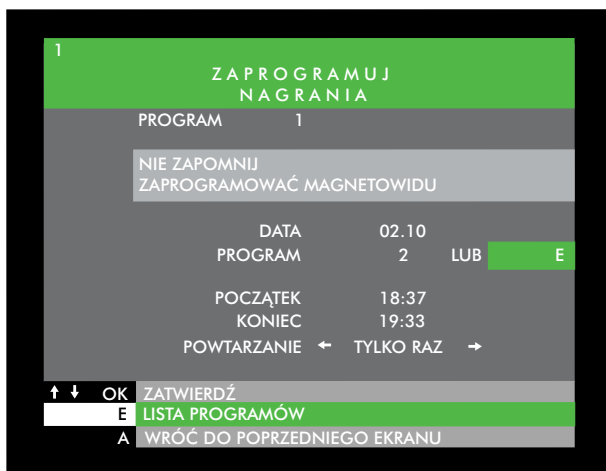 1
ZAPROGRAMUJ
NAGRANIA
PROGRAM 1
NIE ZAPOMNIJ
ZAPROGRAMOWAĆ MAGNETOWIDU
DATA 02.10
PROGRAM 2 LUB E
POCZĄTEK 18:37
KONIEC 19:33
POWTARZANIE ← TYLKO RAZ →
↑ ↓ OK ZATWIERDŹ
E LISTA PROGRAMÓW
A WRÓĆ DO POPRZEDNIEGO EKRANU